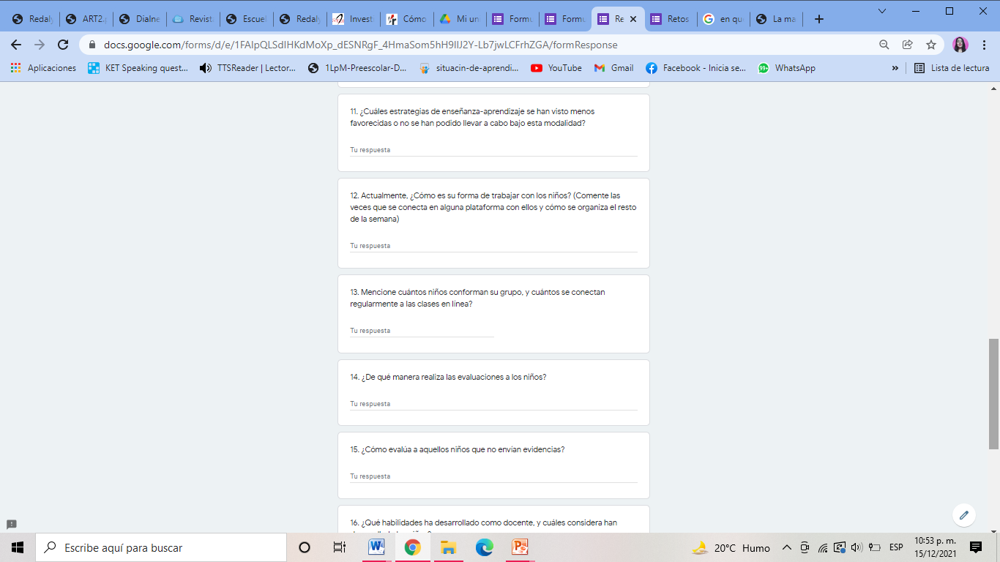 Redaly
ART2.p
Dialne
Revist
Escuel
Redaly
Invest
Cómo
Mi un
Formu
Formu
Re
Retos
en qu
La ma
docs.google.com/forms/d/e/1FAIpQLSdIHKdMoXp_dESNRgF_4HmaSom5hH9IIJ2Y-Lb7jwLCFrhZGA/formResponse
Aplicaciones
KET Speaking quest...
TTSReader | Lector...
1LpM-Preescolar-D...
situacin-de-aprendi...
YouTube
Gmail
Facebook - Inicia se...
99+
WhatsApp
»
Lista de lectura
11. ¿Cuáles estrategias de enseñanza-aprendizaje se han visto menos
favorecidas o no se han podido llevar a cabo bajo esta modalidad?
Tu respuesta
12. Actualmente, ¿Cómo es su forma de trabajar con los niños? (Comente las
veces que se conecta en alguna plataforma con ellos y cómo se organiza el resto
de la semana)
Tu respuesta
13. Mencione cuántos niños conforman su grupo, y cuántos se conectan
regularmente a las clases en línea?
Tu respuesta
14. ¿De qué manera realiza las evaluaciones a los niños?
Tu respuesta
15. ¿Cómo evalúa a aquellos niños que no envían evidencias?
Tu respuesta
16. ¿Qué habilidades ha desarrollado como docente, y cuáles considera han
Escribe aquí para buscar
20°C Humo
ESP
10:53 p. m.
15/12/2021